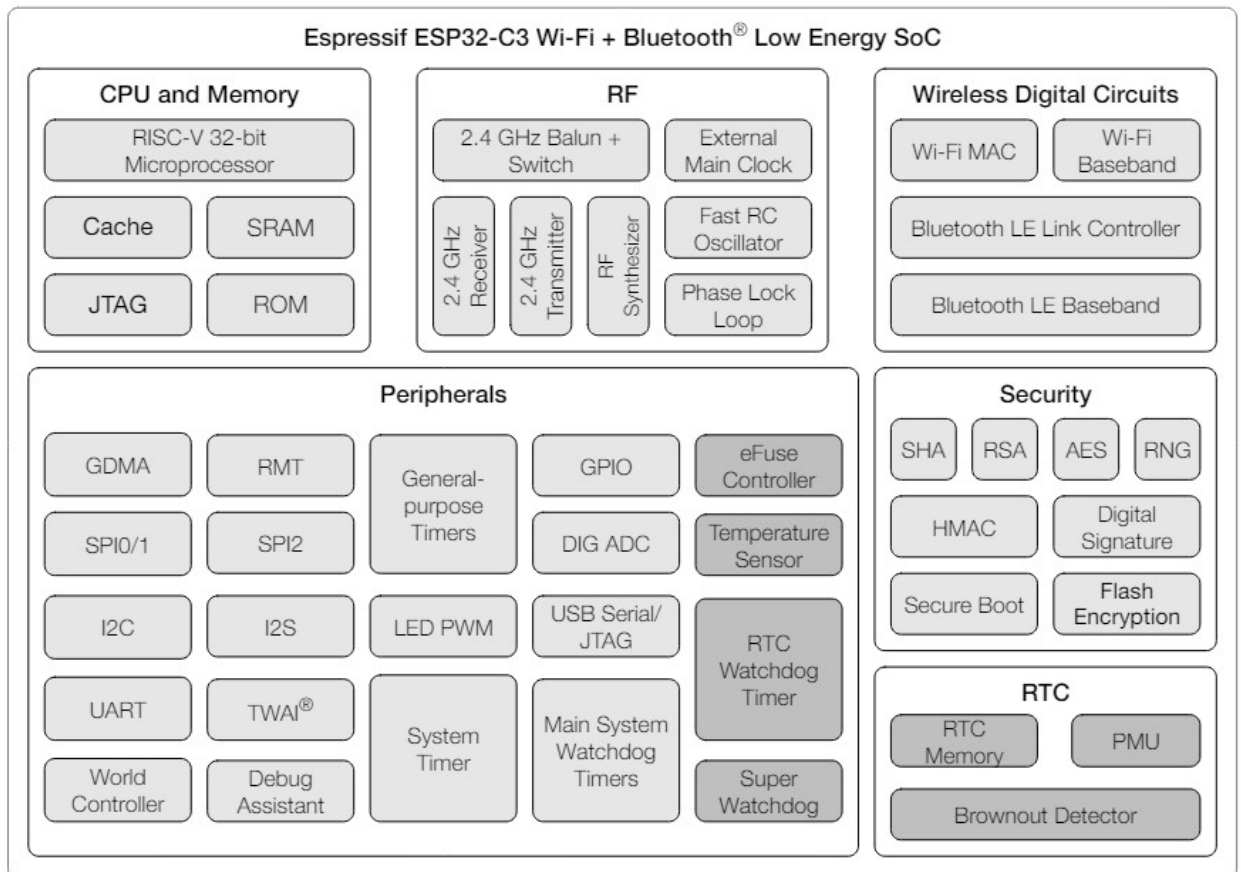 Espressif ESP32-C3 Wi-Fi + Bluetooth® Low Energy SoC
CPU and Memory
RISC-V 32-bit
Microprocessor
Cache
SRAM
JTAG
ROM
RF
2.4 GHz Balun +
Switch
External
Main Clock
2.4 GHz
Receiver
2.4 GHz
Transmitter
RF
Synthesizer
Fast RC
Oscillator
Phase Lock
Loop
Wireless Digital Circuits
Wi-Fi MAC
Wi-Fi
Baseband
Bluetooth LE Link Controller
Bluetooth LE Baseband
Peripherals
GDMA
RMT
General-
purpose
Timers
GPIO
eFuse
Controller
SPI0/1
SPI2
DIG ADC
Temperature
Sensor
I2C
I2S
LED PWM
USB Serial/
JTAG
RTC
Watchdog
Timer
UART
TWAI®
System
Timer
Main System
Watchdog
Timers
World
Controller
Debug
Assistant
Super
Watchdog
Security
SHA
RSA
AES
RNG
HMAC
Digital
Signature
Secure Boot
Flash
Encryption
RTC
RTC
Memory
PMU
Brownout Detector